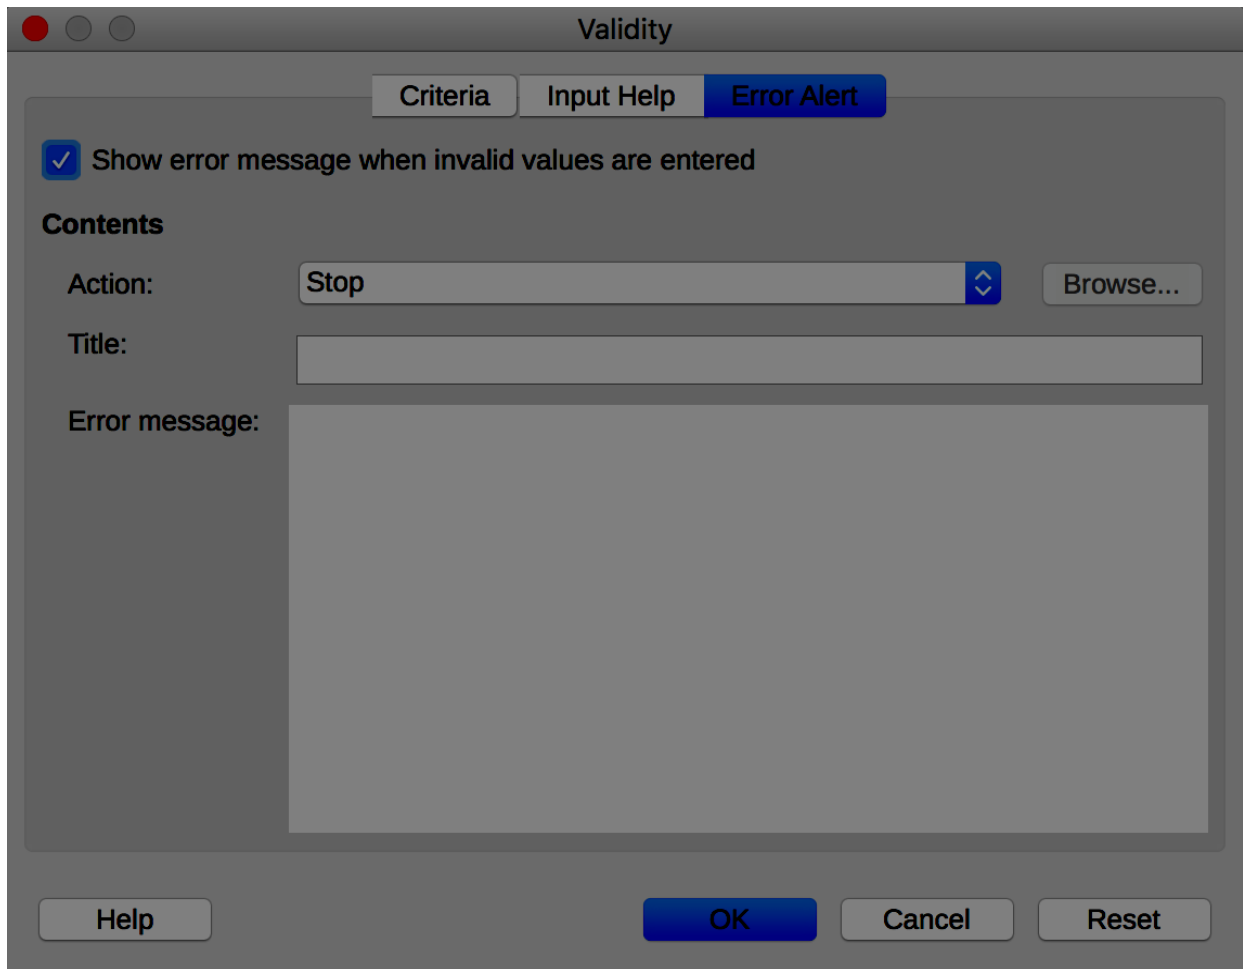 Validity
Criteria Input Help Error Alert
Show error message when invalid values are entered
Contents
Action: Stop Browse...
Title:
Error message:
Help OK Cancel Reset